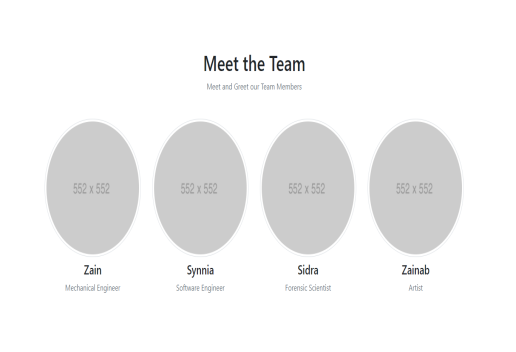 Meet the Team
Meet and Greet our Team Members
552 x 552 552 x 552 552 x 552 552 x 552
Zain Synnia Sidra Zainab
Mechanical Engineer Software Engineer Forensic Scientist Artist